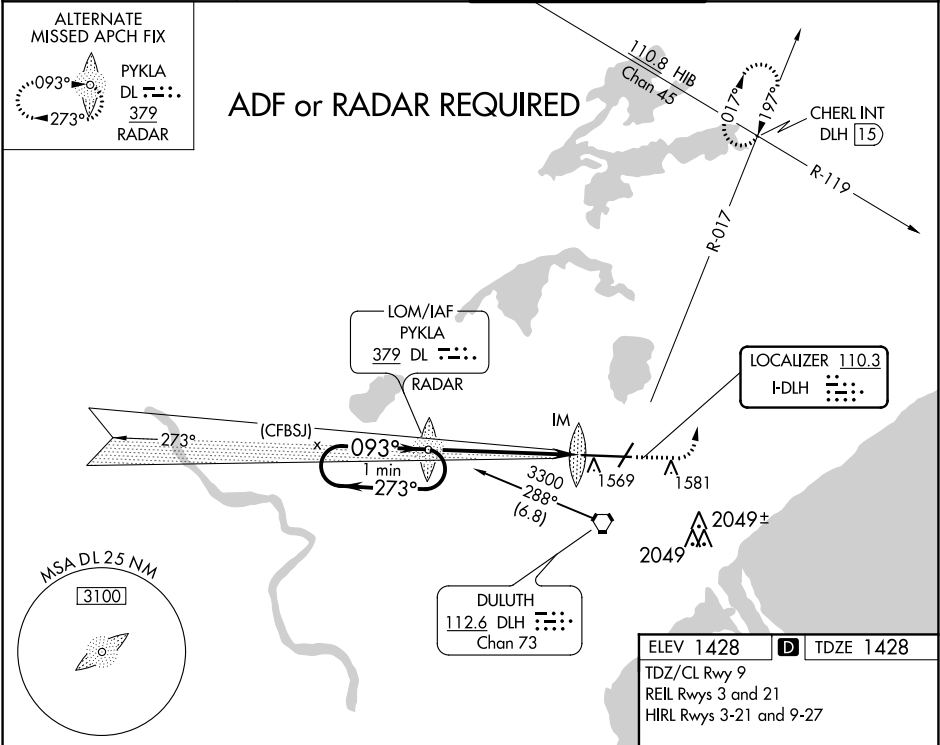 ALTERNATE
MISSED APCH FIX
093°
273°
PYKLA
DL
379
RADAR
ADF or RADAR REQUIRED
110.8 HIB
Chan 45
017°
197°
CHERL INT
DLH 15
R-119
R-017
LOM/IAF
PYKLA
379 DL
RADAR
LOCALIZER 110.3
I-DLH
IM
273°
(CFBSJ)
x
093°
1 min
273°
3300
288°
(6.8)
1569
1581
2049±
2049
MSA DL 25 NM
3100
DULUTH
112.6 DLH
Chan 73
ELEV 1428 D TDZE 1428
TDZ/CL Rwy 9
REIL Rwys 3 and 21
HIRL Rwys 3-21 and 9-27